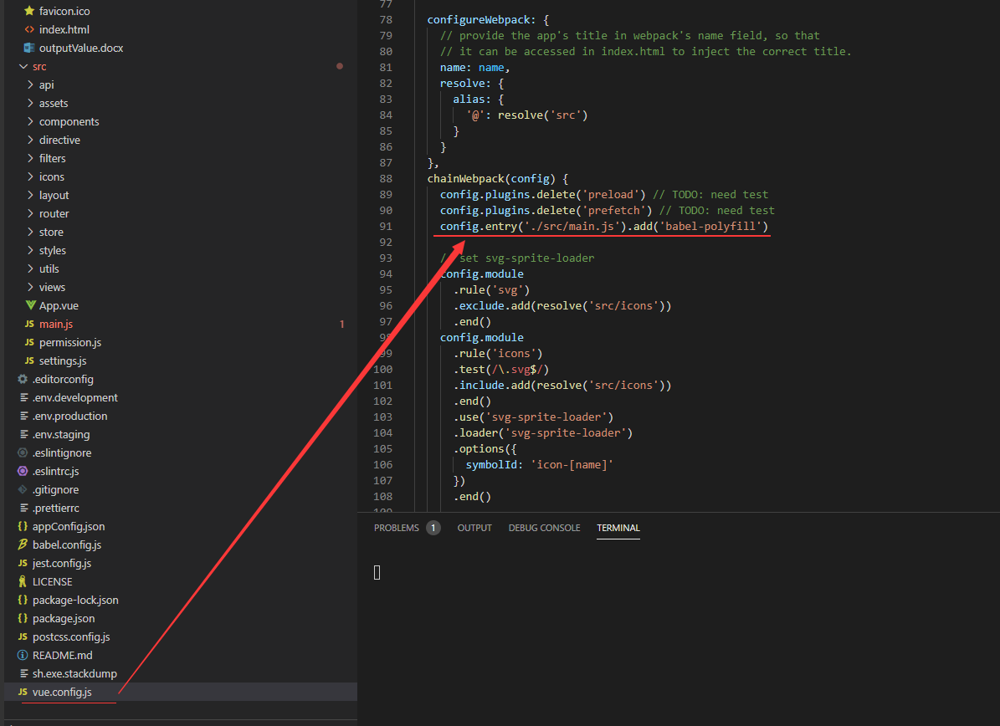 favicon.ico
index.html
outputValue.docx
src
api
assets
components
directive
filters
icons
layout
router
store
styles
utils
views
App.vue
JS main.js 1
JS permission.js
JS settings.js
.editorconfig
.env.development
.env.production
.env.staging
.eslintignore
.eslintrc.js
.gitignore
.prettierrc
{} appConfig.json
babel.config.js
JS jest.config.js
LICENSE
{} package-lock.json
{} package.json
JS postcss.config.js
README.md
sh.exe.stackdump
JS vue.config.js
77
78 configureWebpack: {
79 // provide the app's title in webpack's name field, so that
80 // it can be accessed in index.html to inject the correct title.
81 name: name,
82 resolve: {
83 alias: {
84 '@': resolve('src')
85 }
86 }
87 },
88 chainWebpack(config) {
89 config.plugins.delete('preload') // TODO: need test
90 config.plugins.delete('prefetch') // TODO: need test
91 config.entry('./src/main.js').add('babel-polyfill')
92
93 // set svg-sprite-loader
94 config.module
95 .rule('svg')
96 .exclude.add(resolve('src/icons'))
97 .end()
98 config.module
99 .rule('icons')
100 .test(/\.svg$/)
101 .include.add(resolve('src/icons'))
102 .end()
103 .use('svg-sprite-loader')
104 .loader('svg-sprite-loader')
105 .options({
106 symbolId: 'icon-[name]'
107 })
108 .end()
109
PROBLEMS 1 OUTPUT DEBUG CONSOLE TERMINAL